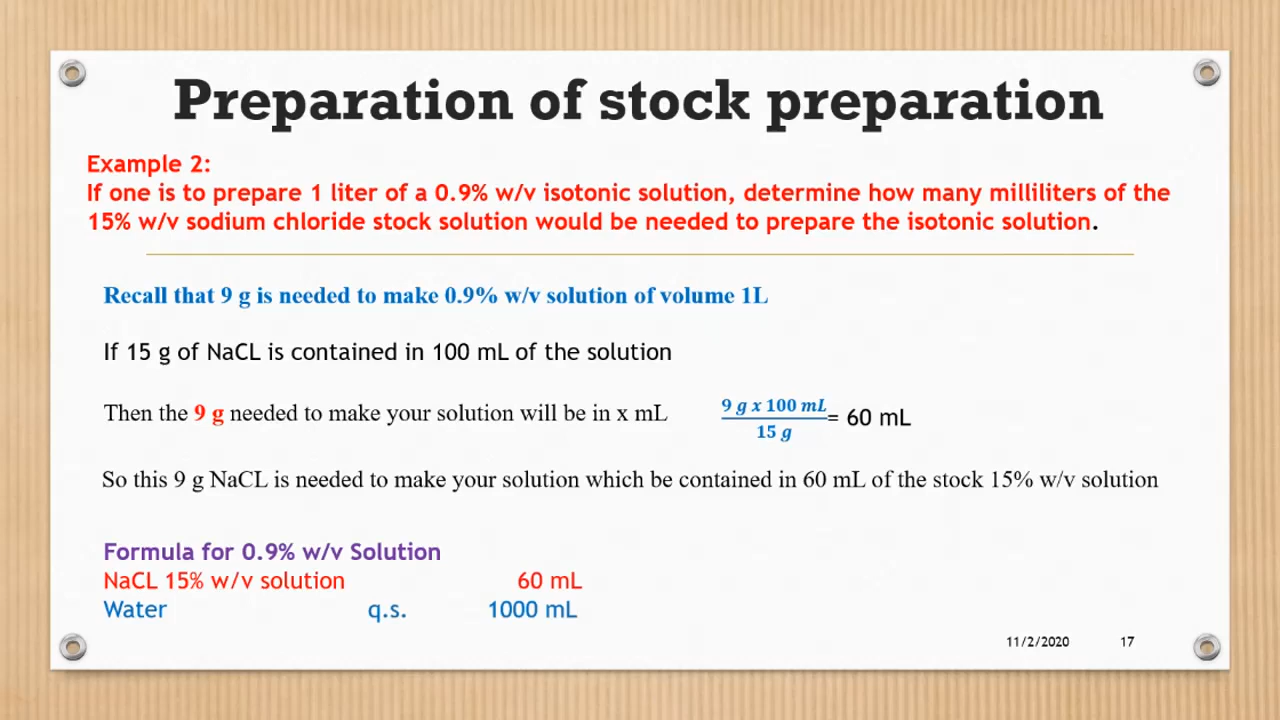 Preparation of stock preparation
Example 2:
If one is to prepare 1 liter of a 0.9% w/v isotonic solution, determine how many milliliters of the
15% w/v sodium chloride stock solution would be needed to prepare the isotonic solution.
Recall that 9 g is needed to make 0.9% w/v solution of volume 1L
If 15 g of NaCL is contained in 100 mL of the solution
Then the 9 g needed to make your solution will be in x mL
9 g x 100 mL
15 g
= 60 mL
So this 9 g NaCL is needed to make your solution which be contained in 60 mL of the stock 15% w/v solution
Formula for 0.9% w/v Solution
NaCL 15% w/v solution 60 mL
Water q.s. 1000 mL
11/2/2020 17